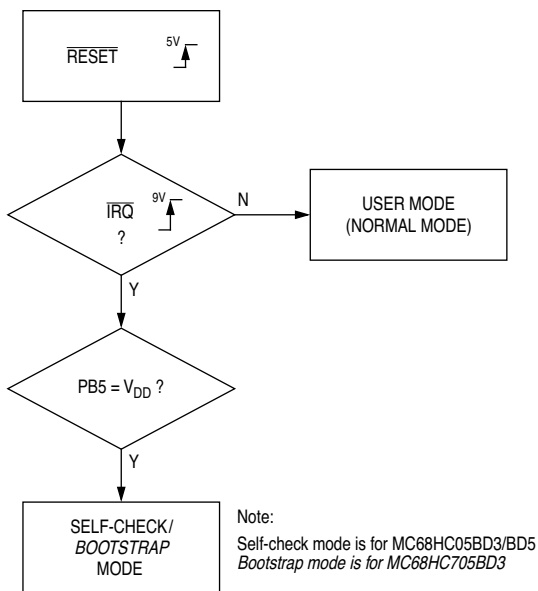 RESET 5V
IRQ 9V
?
N
USER MODE
(NORMAL MODE)
Y
PB5 = VDD ?
Y
SELF-CHECK/
BOOTSTRAP
MODE
Note:
Self-check mode is for MC68HC05BD3/BD5
Bootstrap mode is for MC68HC705BD3